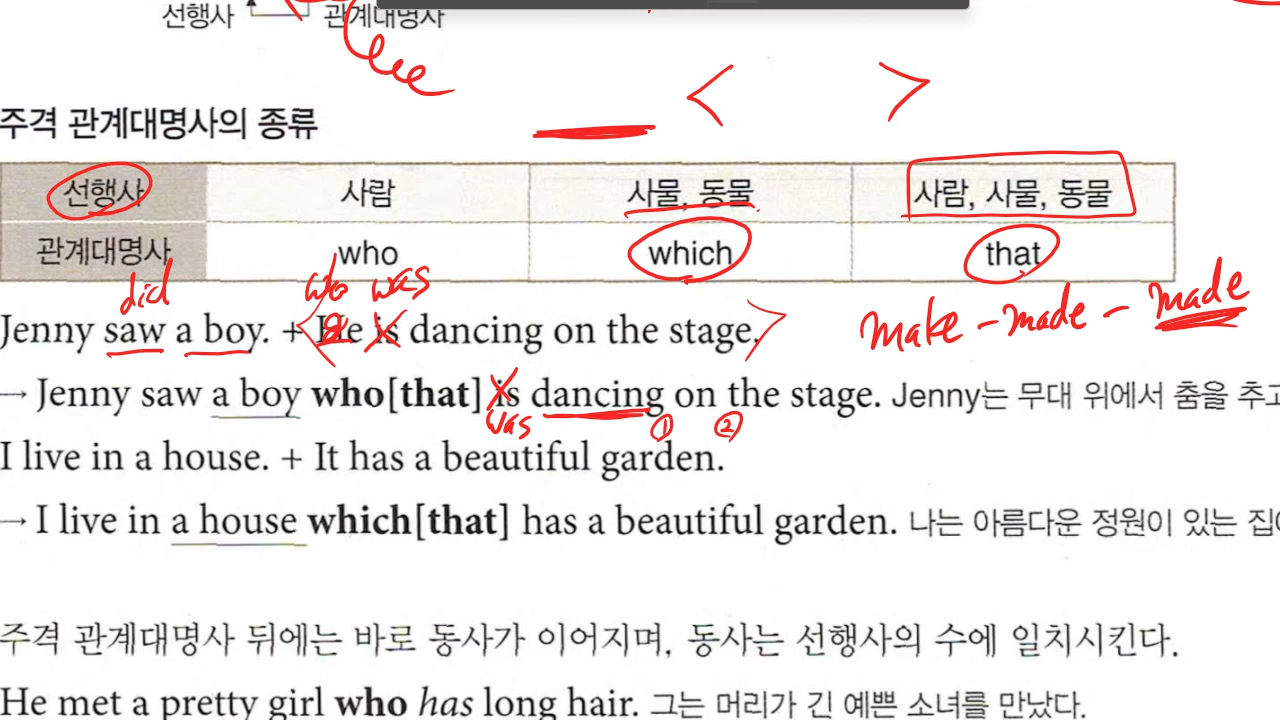 선행사 관계대명사
주격 관계대명사의 종류
선행사 사람 사물, 동물 사람, 사물, 동물
관계대명사 who which that
did who was make - made - made
Jenny saw a boy. + He is dancing on the stage.
→ Jenny saw a boy who[that] is dancing on the stage. Jenny는 무대 위에서 춤을 추고
was ① ②
I live in a house. + It has a beautiful garden.
→ I live in a house which[that] has a beautiful garden. 나는 아름다운 정원이 있는 집에
주격 관계대명사 뒤에는 바로 동사가 이어지며, 동사는 선행사의 수에 일치시킨다.
He met a pretty girl who has long hair. 그는 머리가 긴 예쁜 소녀를 만났다.